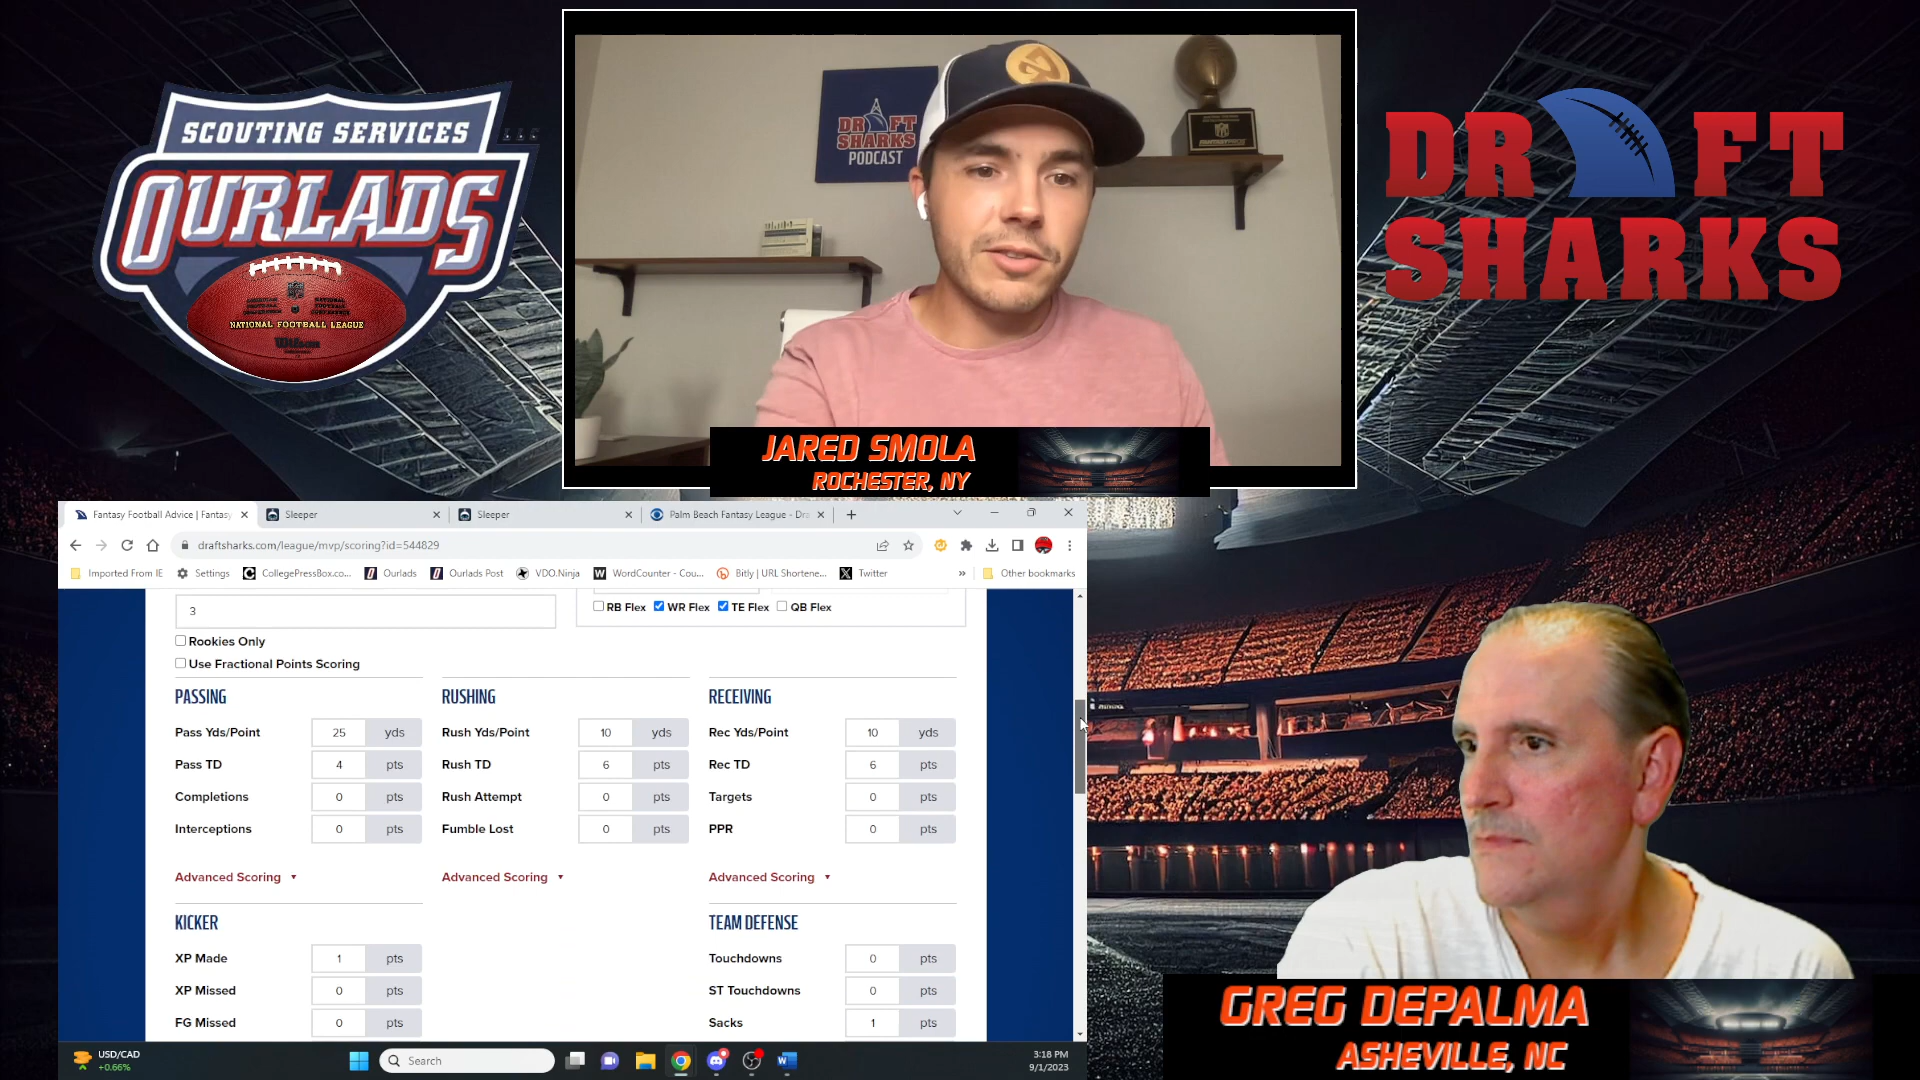 SCOUTING SERVICES
LLC
OURLADS
NATIONAL FOOTBALL LEAGUE
Wilson
DRAFT
SHARKS
PODCAST
DR FT
SHARKS
JARED SMOLA
ROCHESTER, NY
Fantasy Football Advice | Fantasy
Sleeper
Sleeper
Palm Beach Fantasy League - Dra
draftsharks.com/league/mvp/scoring?id=544829
Imported From IE
Settings
CollegePressBox.co...
Ourlads
Ourlads Post
VDO.Ninja
WordCounter - Cou...
Bitly | URL Shortene...
Twitter
»
Other bookmarks
3
RB Flex WR Flex TE Flex QB Flex
Rookies Only
Use Fractional Points Scoring
PASSING
Pass Yds/Point 25 yds
Pass TD 4 pts
Completions 0 pts
Interceptions 0 pts
Advanced Scoring
RUSHING
Rush Yds/Point 10 yds
Rush TD 6 pts
Rush Attempt 0 pts
Fumble Lost 0 pts
Advanced Scoring
RECEIVING
Rec Yds/Point 10 yds
Rec TD 6 pts
Targets 0 pts
PPR 0 pts
Advanced Scoring
KICKER
XP Made 1 pts
XP Missed 0 pts
FG Missed 0 pts
TEAM DEFENSE
Touchdowns 0 pts
ST Touchdowns 0 pts
Sacks 1 pts
USD/CAD
+0.66%
Search
3:18 PM
9/1/2023
GREG DEPALMA
ASHEVILLE, NC